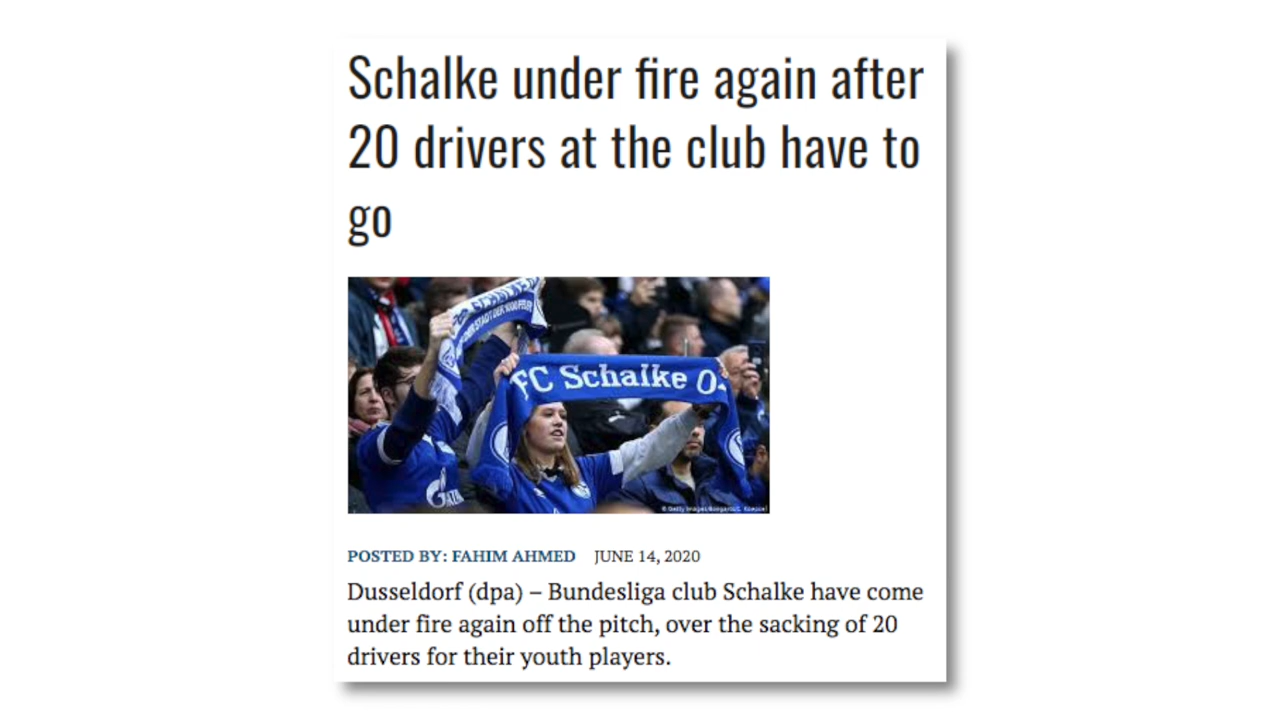 Schalke under fire again after
20 drivers at the club have to
go
FC Schalke 0
POSTED BY: FAHIM AHMED JUNE 14, 2020
Dusseldorf (dpa) – Bundesliga club Schalke have come
under fire again off the pitch, over the sacking of 20
drivers for their youth players.